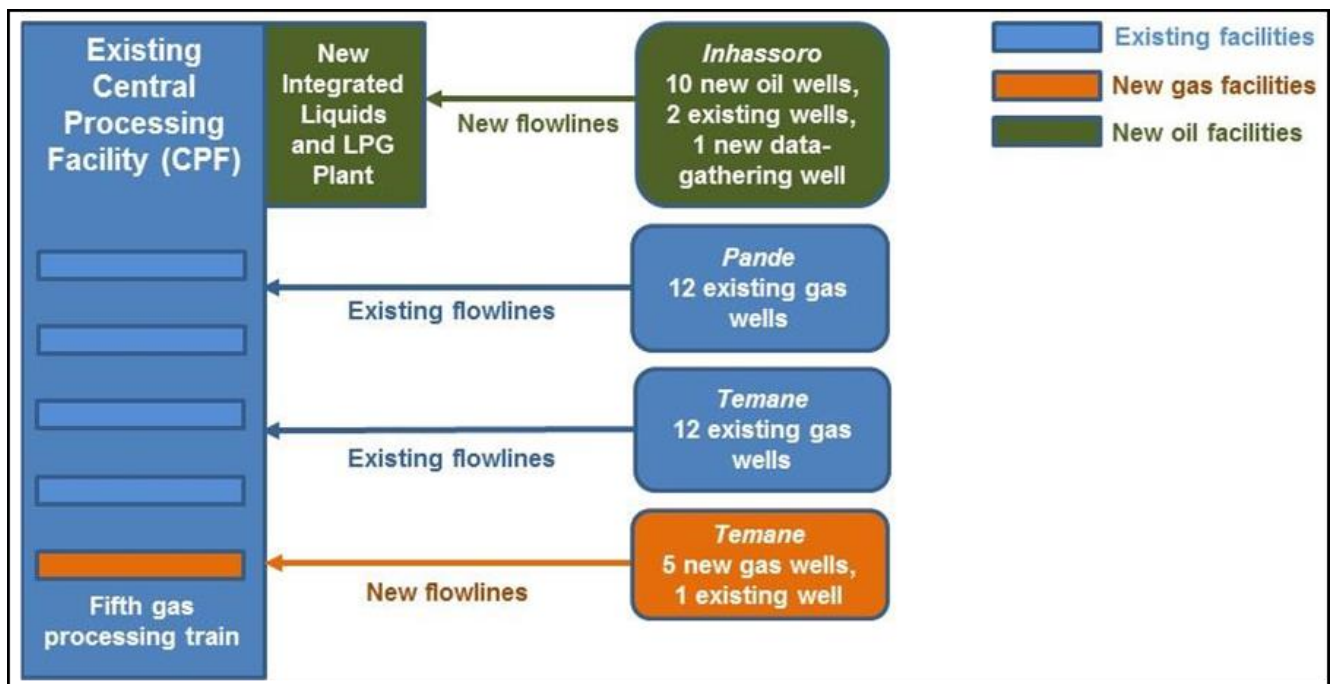 Existing
Central
Processing
Facility (CPF)
New
Integrated
Liquids
and LPG
Plant
New flowlines
Inhassoro
10 new oil wells,
2 existing wells,
1 new data-
gathering well
Existing facilities
New gas facilities
New oil facilities
Existing flowlines
Pande
12 existing gas
wells
Existing flowlines
Temane
12 existing gas
wells
New flowlines
Temane
5 new gas wells,
1 existing well
Fifth gas
processing train